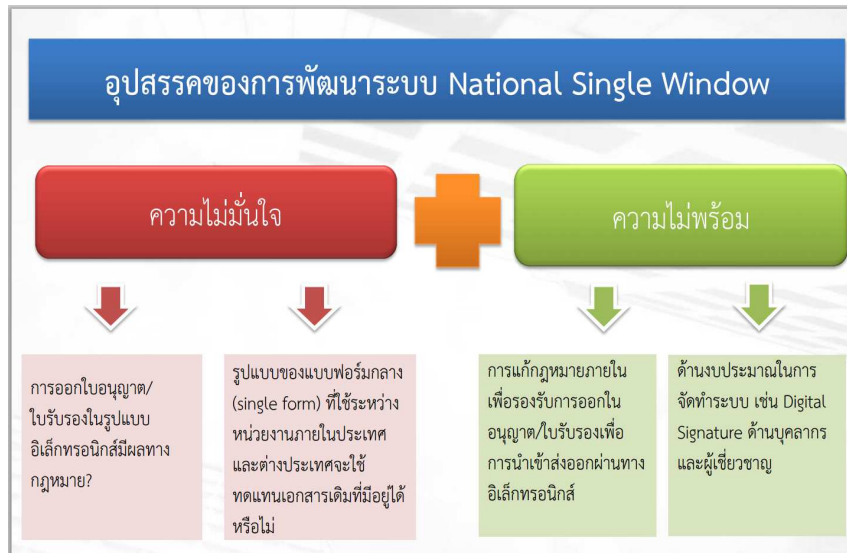 อุปสรรคของการพัฒนาระบบ National Single Window
ความไม่มั่นใจ
ความไม่พร้อม
การออกใบอนุญาต/
ใบรับรองในรูปแบบ
อิเล็กทรอนิกส์มีผลทาง
กฎหมาย?
รูปแบบของแบบฟอร์มกลาง
(single form) ที่ใช้ระหว่าง
หน่วยงานภายในประเทศ
และต่างประเทศจะใช้
ทดแทนเอกสารเดิมที่มีอยู่ได้
หรือไม่
การแก้กฎหมายภายใน
เพื่อรองรับการออกใน
อนุญาต/ใบรับรองเพื่อ
การนำเข้าส่งออกผ่านทาง
อิเล็กทรอนิกส์
ด้านงบประมาณในการ
จัดทำระบบ เช่น Digital
Signature ด้านบุคลากร
และผู้เชี่ยวชาญ